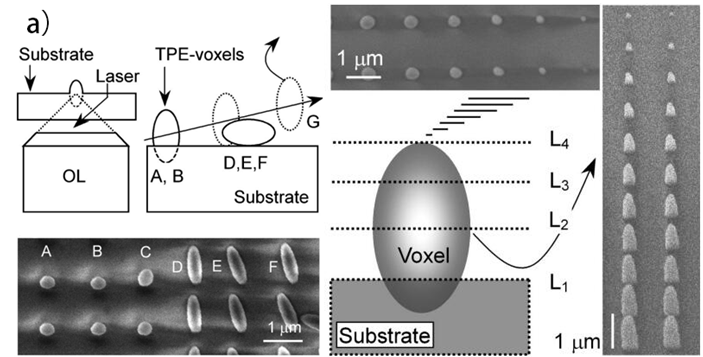 a)
Substrate
TPE-voxels
Laser
G
OL
A, B
D,E,F
Substrate
A
B
C
D
E
F
1 μm
1 μm
L4
L3
L2
Voxel
L1
Substrate
1 μm